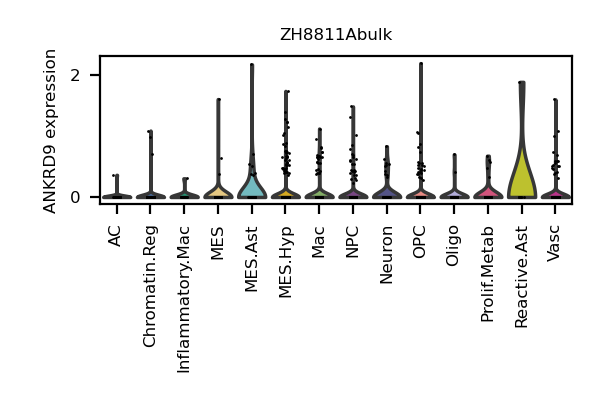 ZH8811Abulk
ANKRD9 expression
2
0
AC
Chromatin.Reg
Inflammatory.Mac
MES
MES.Ast
MES.Hyp
Mac
NPC
Neuron
OPC
Oligo
Prolif.Metab
Reactive.Ast
Vasc